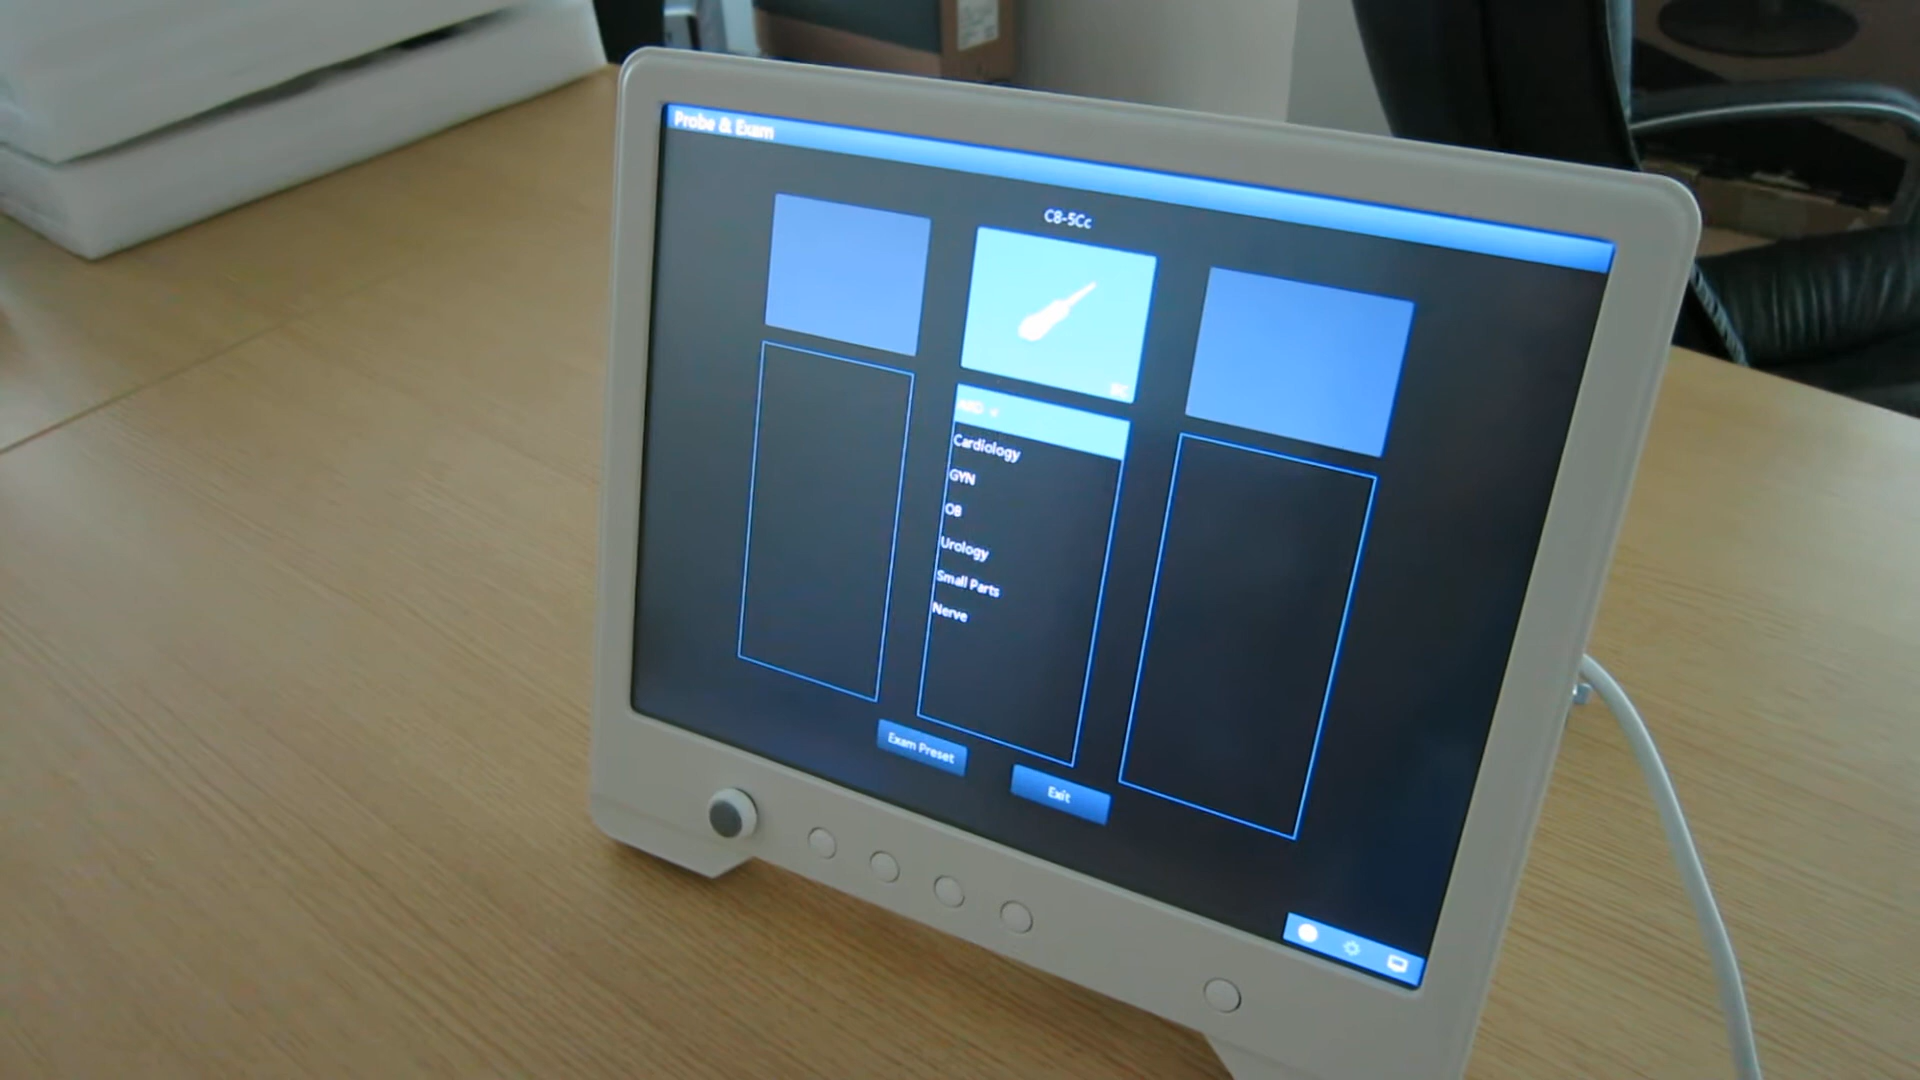 Probe & Exam
C8-5Cc
Cardiology
GYN
OB
Urology
Small Parts
Nerve
Exam Preset
Exit